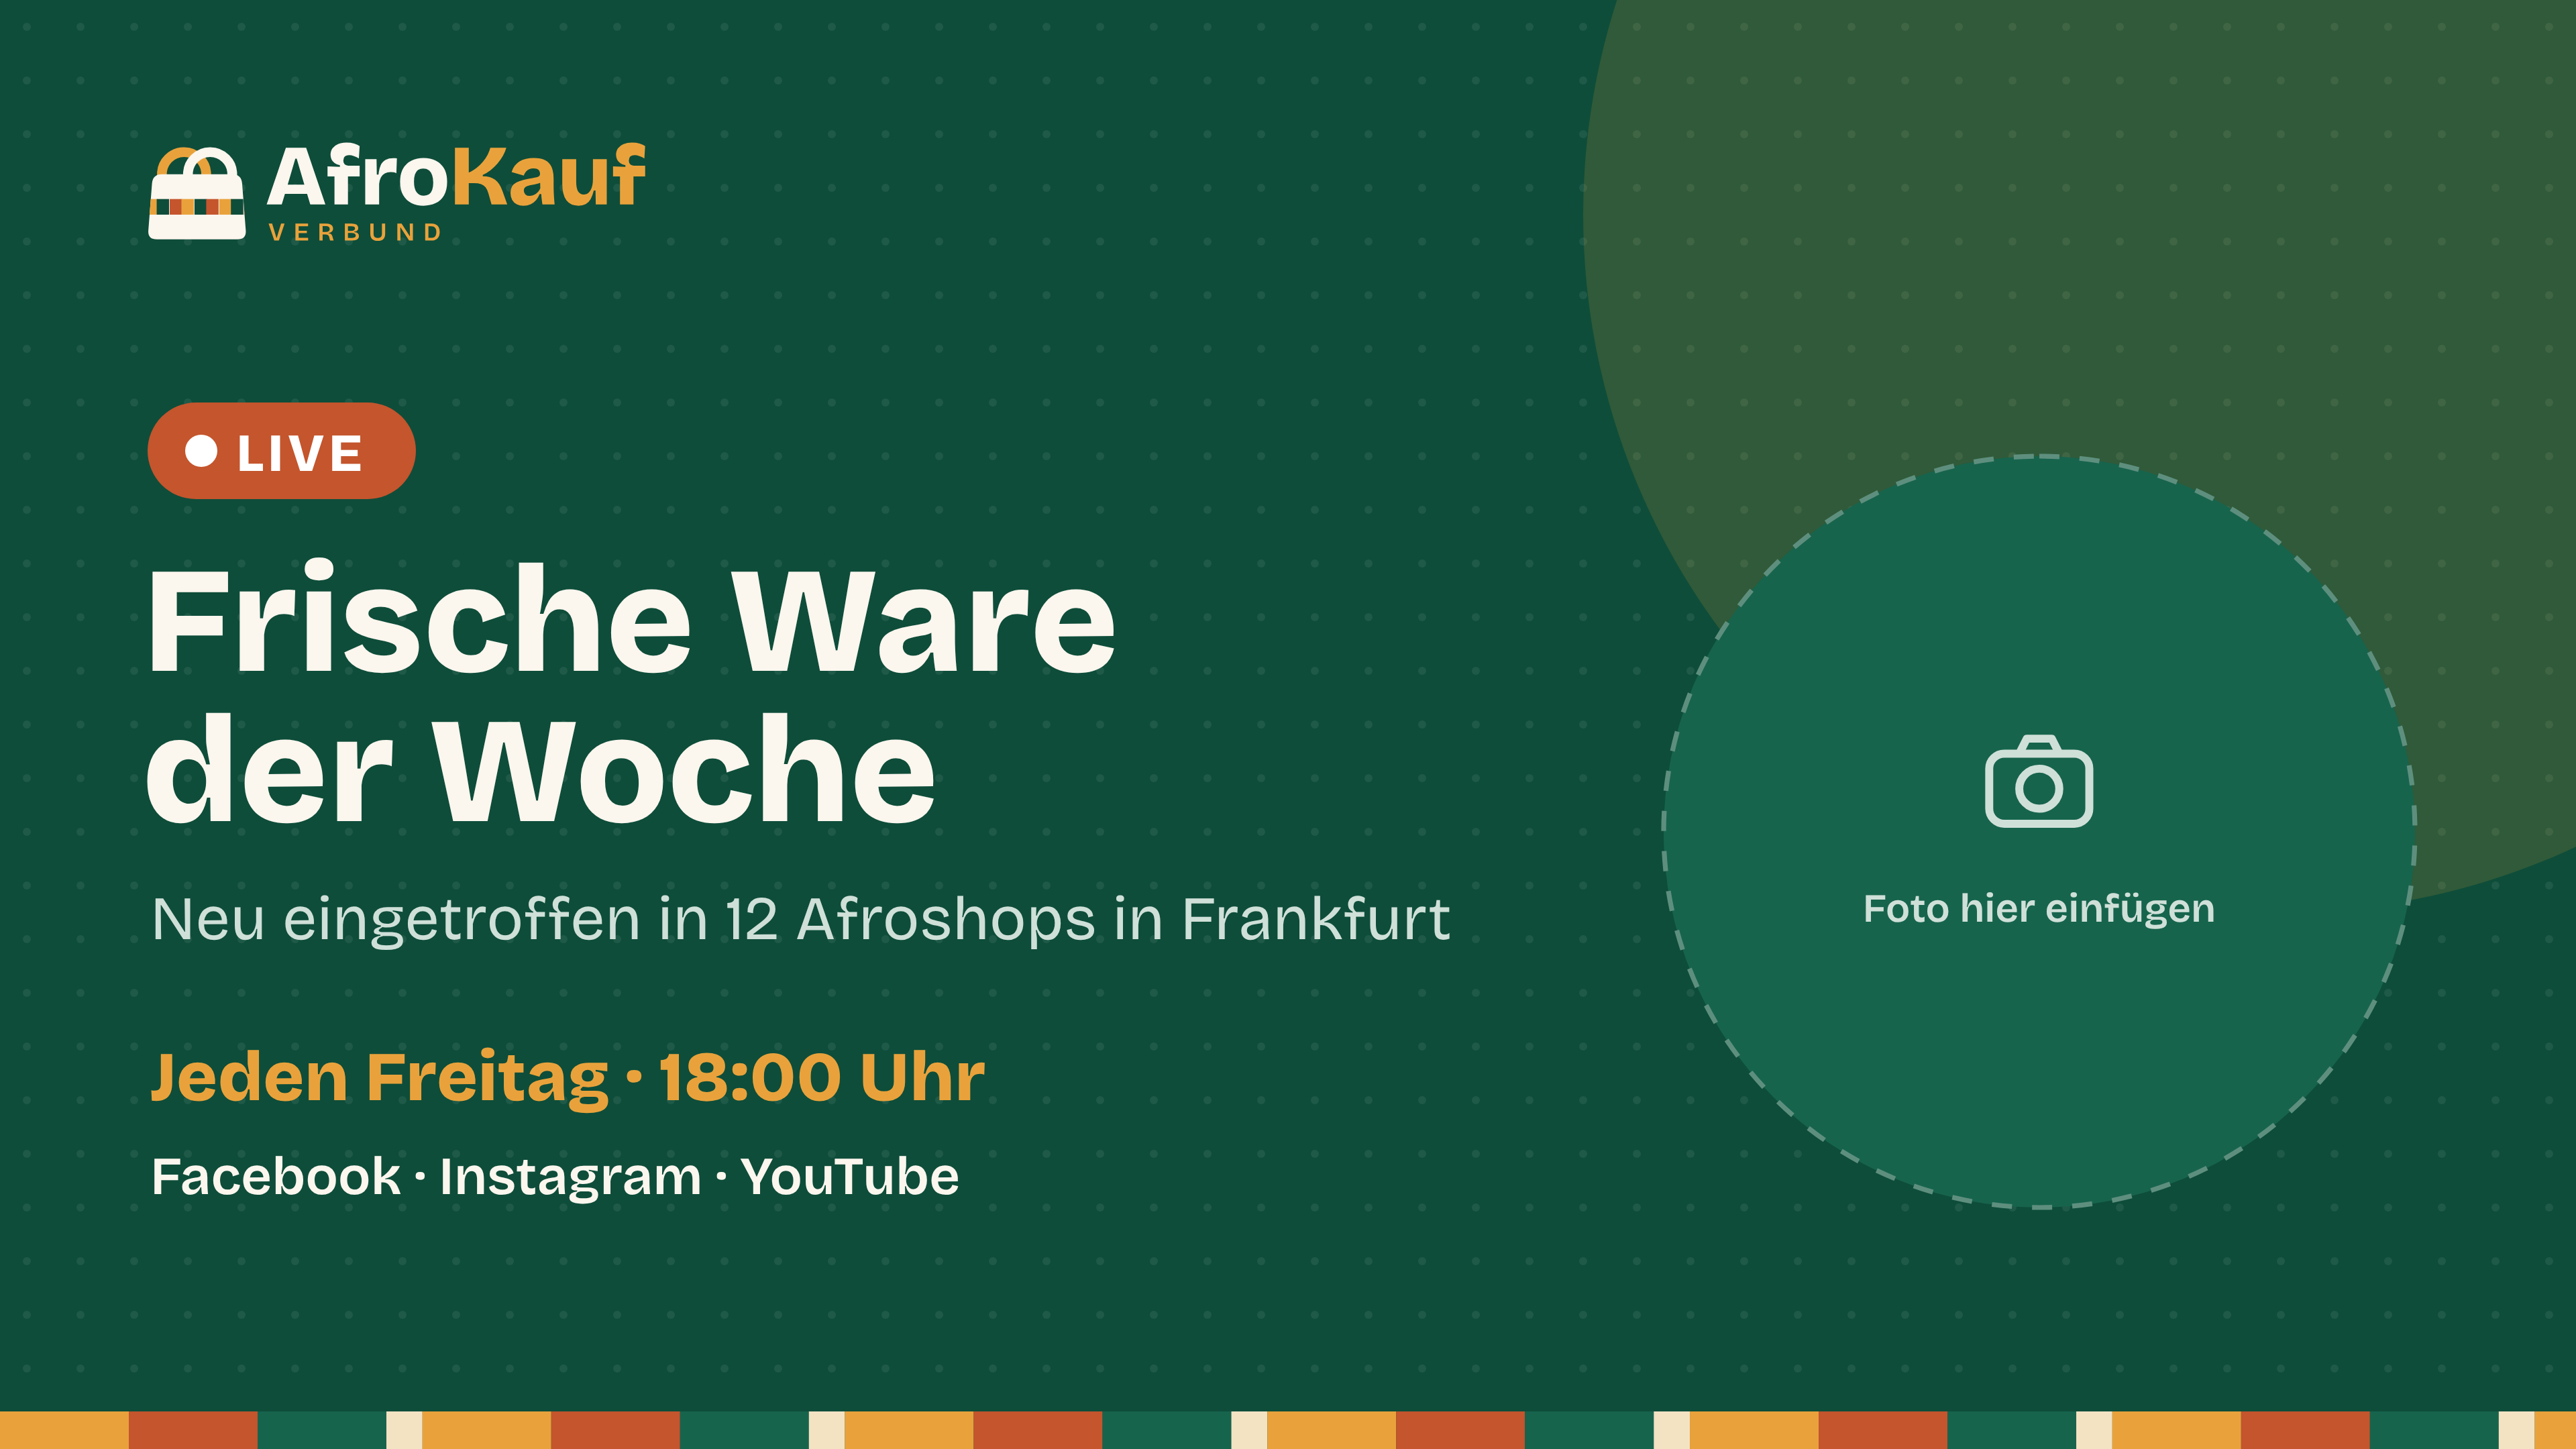 AfroKauf
VERBUND
LIVE
Frische Ware
der Woche
Neu eingetroffen in 12 Afroshops in Frankfurt
Jeden Freitag · 18:00 Uhr
Facebook · Instagram · YouTube
Foto hier einfügen